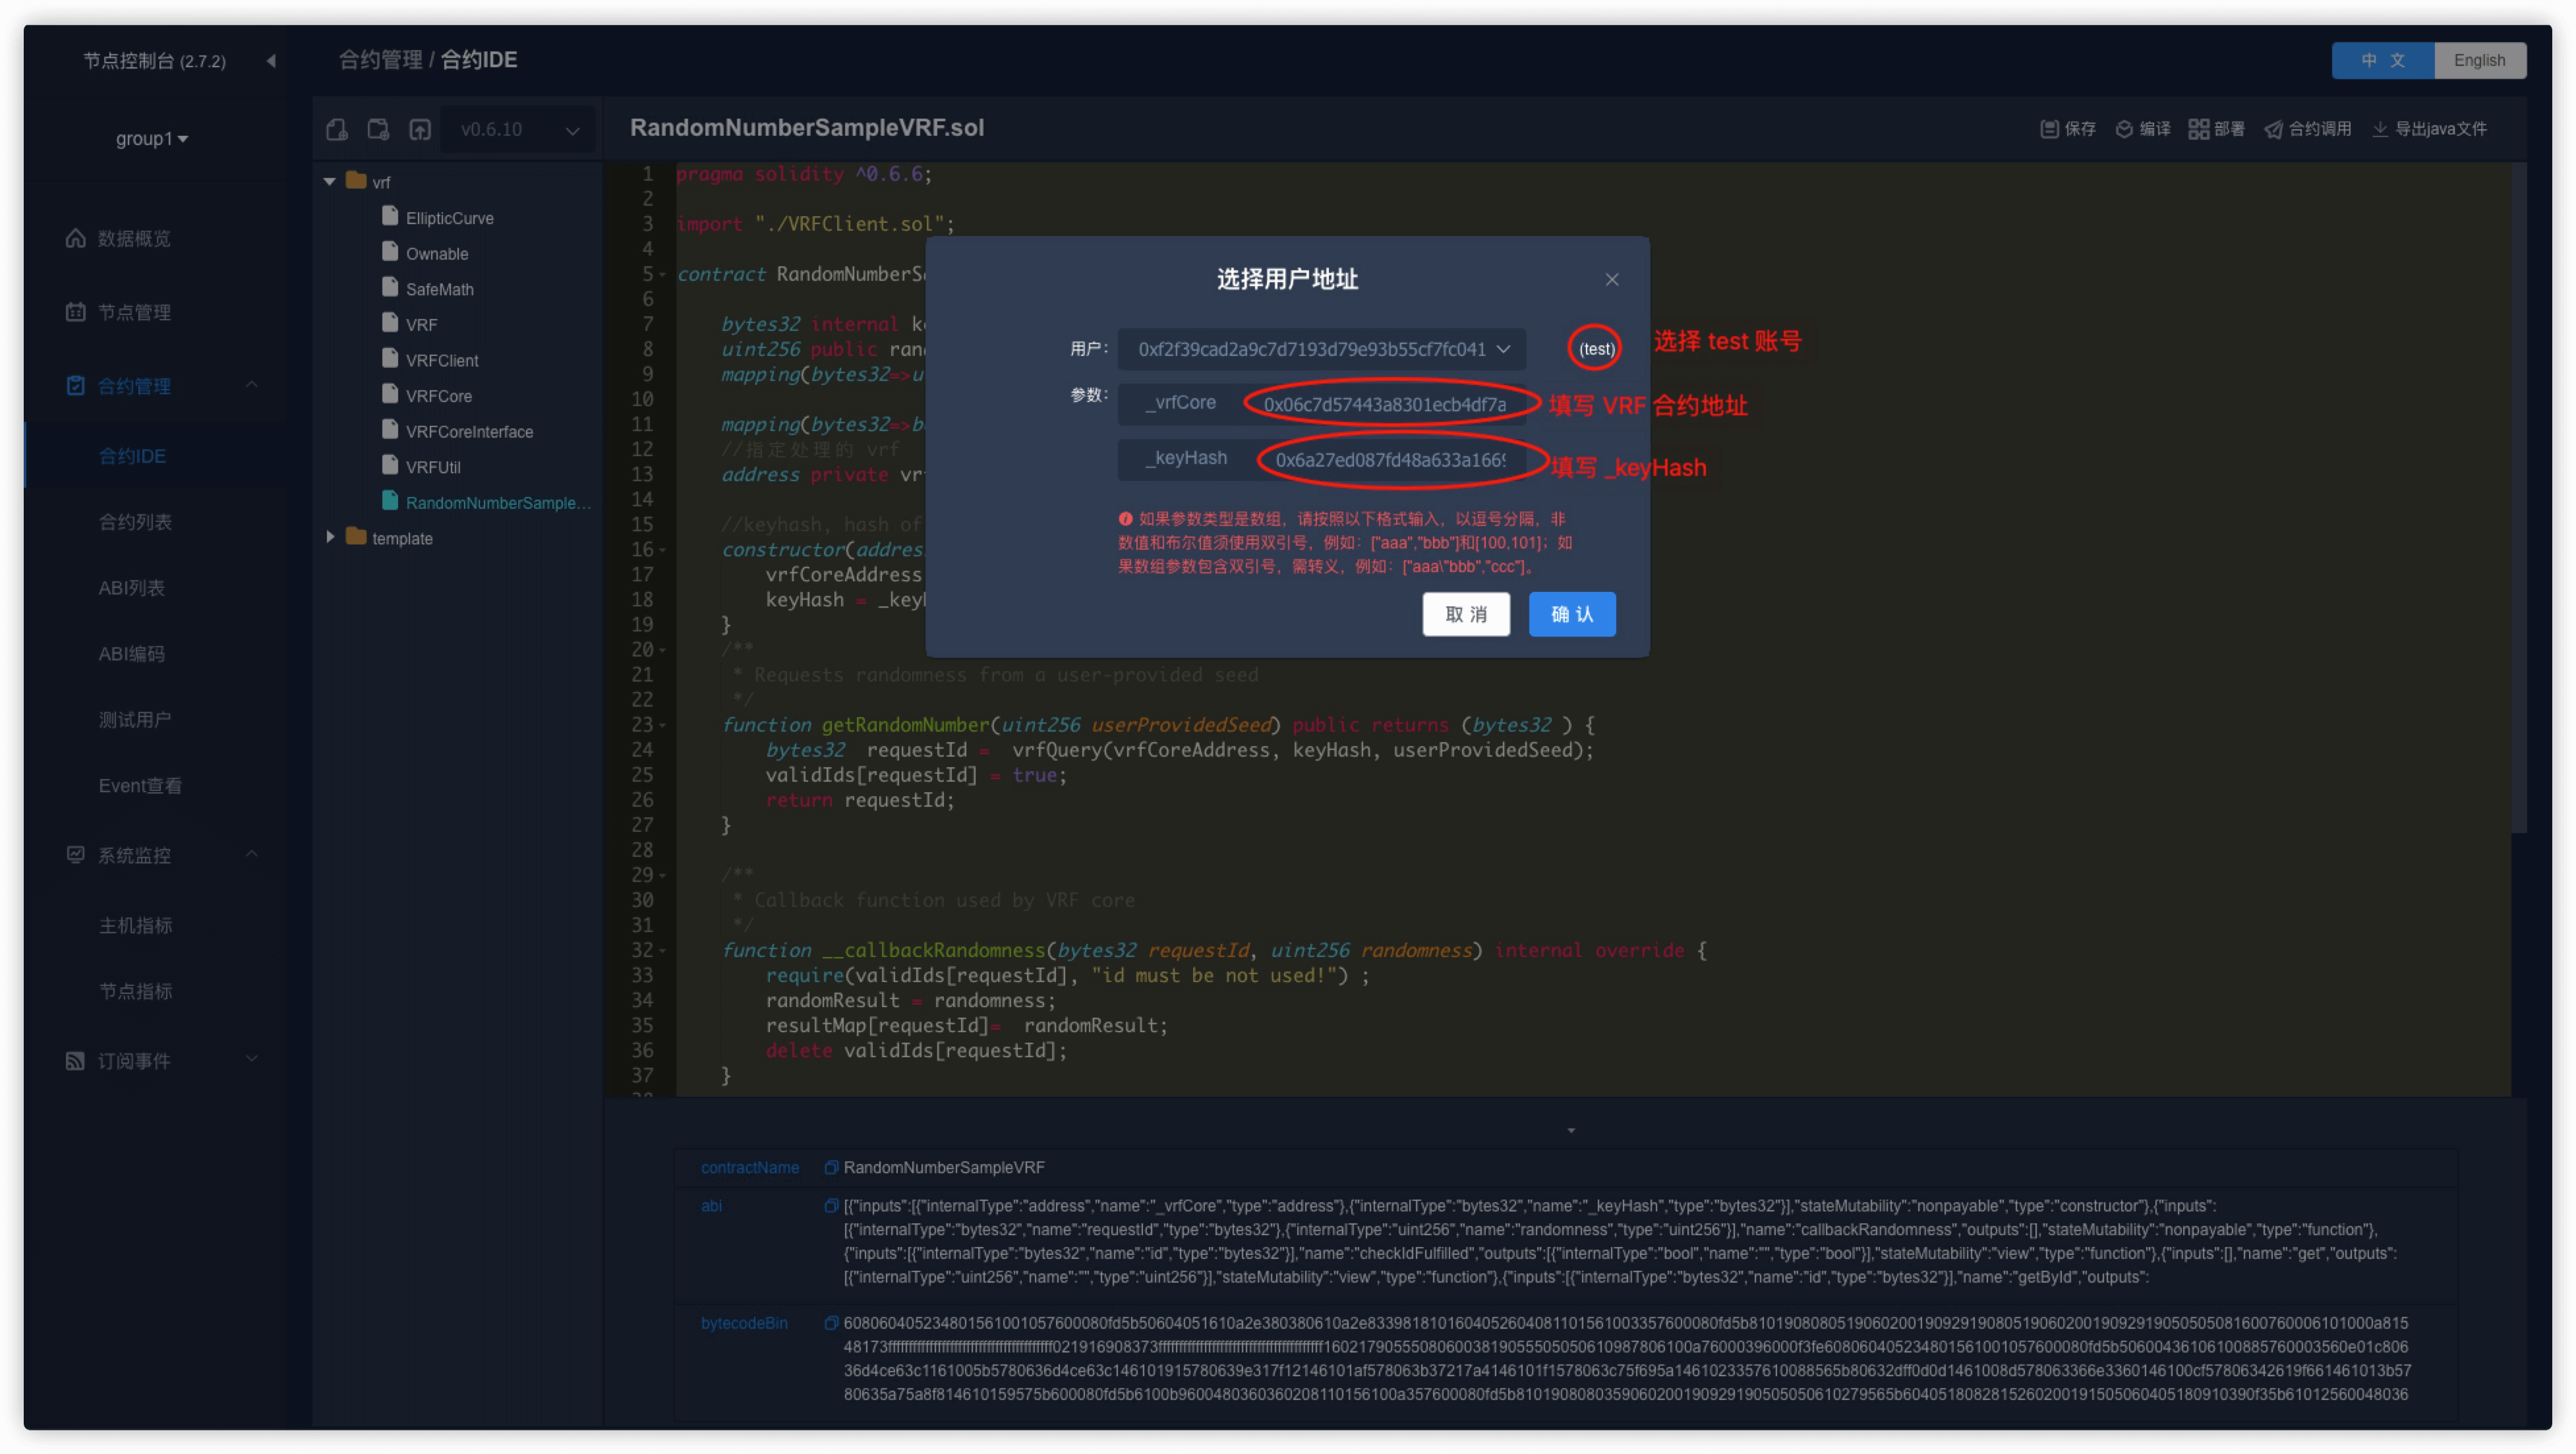 节点控制台 (2.7.2)
合约管理 / 合约IDE
中 文
English
group1
v0.6.10
RandomNumberSampleVRF.sol
保存
编译
部署
合约调用
导出java文件
数据概览
节点管理
合约管理
合约IDE
合约列表
ABI列表
ABI编码
测试用户
Event查看
系统监控
主机指标
节点指标
订阅事件
vrf
EllipticCurve
Ownable
SafeMath
VRF
VRFClient
VRFCore
VRFCoreInterface
VRFUtil
RandomNumberSample...
template
1 pragma solidity ^0.6.6;
2
3 import "./VRFClient.sol";
4
5 contract RandomNumberS
6
7 bytes32 internal k
8 uint256 public ran
9 mapping(bytes32=>u
10
11 mapping(bytes32=>b
12 //指定处理的 vrf
13 address private vr
14
15 //keyhash, hash of
16 constructor(addres
17 vrfCoreAddress
18 keyHash = _key
19 }
20 /**
21 * Requests randomness from a user-provided seed
22 */
23 function getRandomNumber(uint256 userProvidedSeed) public returns (bytes32 ) {
24 bytes32 requestId = vrfQuery(vrfCoreAddress, keyHash, userProvidedSeed);
25 validIds[requestId] = true;
26 return requestId;
27 }
28
29 /**
30 * Callback function used by VRF core
31 */
32 function __callbackRandomness(bytes32 requestId, uint256 randomness) internal override {
33 require(validIds[requestId], "id must be not used!") ;
34 randomResult = randomness;
35 resultMap[requestId]= randomResult;
36 delete validIds[requestId];
37 }
选择用户地址
用户: 0xf2f39cad2a9c7d7193d79e93b55cf7fc041 (test) 选择 test 账号
参数: _vrfCore 0x06c7d57443a8301ecb4df7a 填写 VRF 合约地址
_keyHash 0x6a27ed087fd48a633a1669 填写 _keyHash
如果参数类型是数组，请按照以下格式输入，以逗号分隔，非
数值和布尔值须使用双引号，例如：["aaa","bbb"]和[100,101]；如
果数组参数包含双引号，需转义，例如：["aaa\"bbb","ccc"]。
取 消
确 认
contractName RandomNumberSampleVRF
abi [{"inputs":[{"internalType":"address","name":"_vrfCore","type":"address"},{"internalType":"bytes32","name":"_keyHash","type":"bytes32"}],"stateMutability":"nonpayable","type":"constructor"},{"inputs":
[{"internalType":"bytes32","name":"requestId","type":"bytes32"},{"internalType":"uint256","name":"randomness","type":"uint256"}],"name":"callbackRandomness","outputs":[],"stateMutability":"nonpayable","type":"function"},
{"inputs":[{"internalType":"bytes32","name":"id","type":"bytes32"}],"name":"checkIdFulfilled","outputs":[{"internalType":"bool","name":"","type":"bool"}],"stateMutability":"view","type":"function"},{"inputs":[],"name":"get","outputs":
[{"internalType":"uint256","name":"","type":"uint256"}],"stateMutability":"view","type":"function"},{"inputs":[{"internalType":"bytes32","name":"id","type":"bytes32"}],"name":"getById","outputs":
bytecodeBin